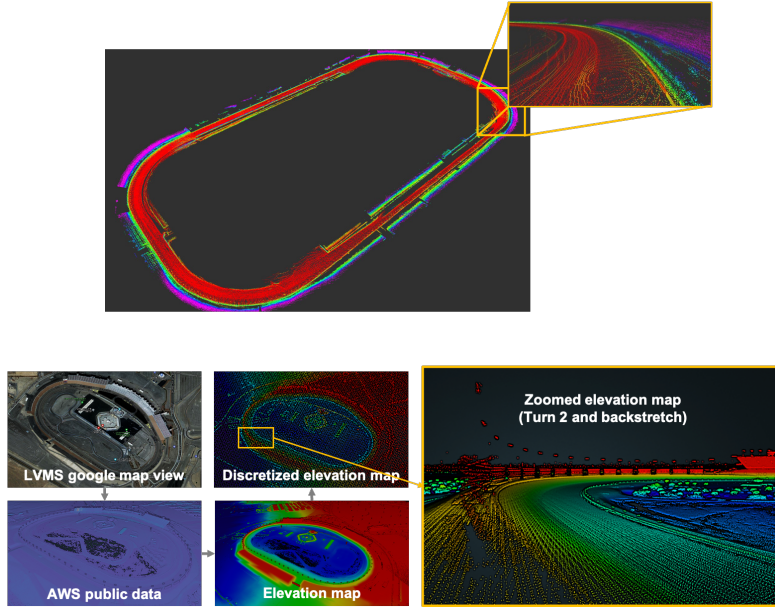 Zoomed elevation map
(Turn 2 and backstretch)
LVMS google map view
Discretized elevation map
AWS public data
Elevation map